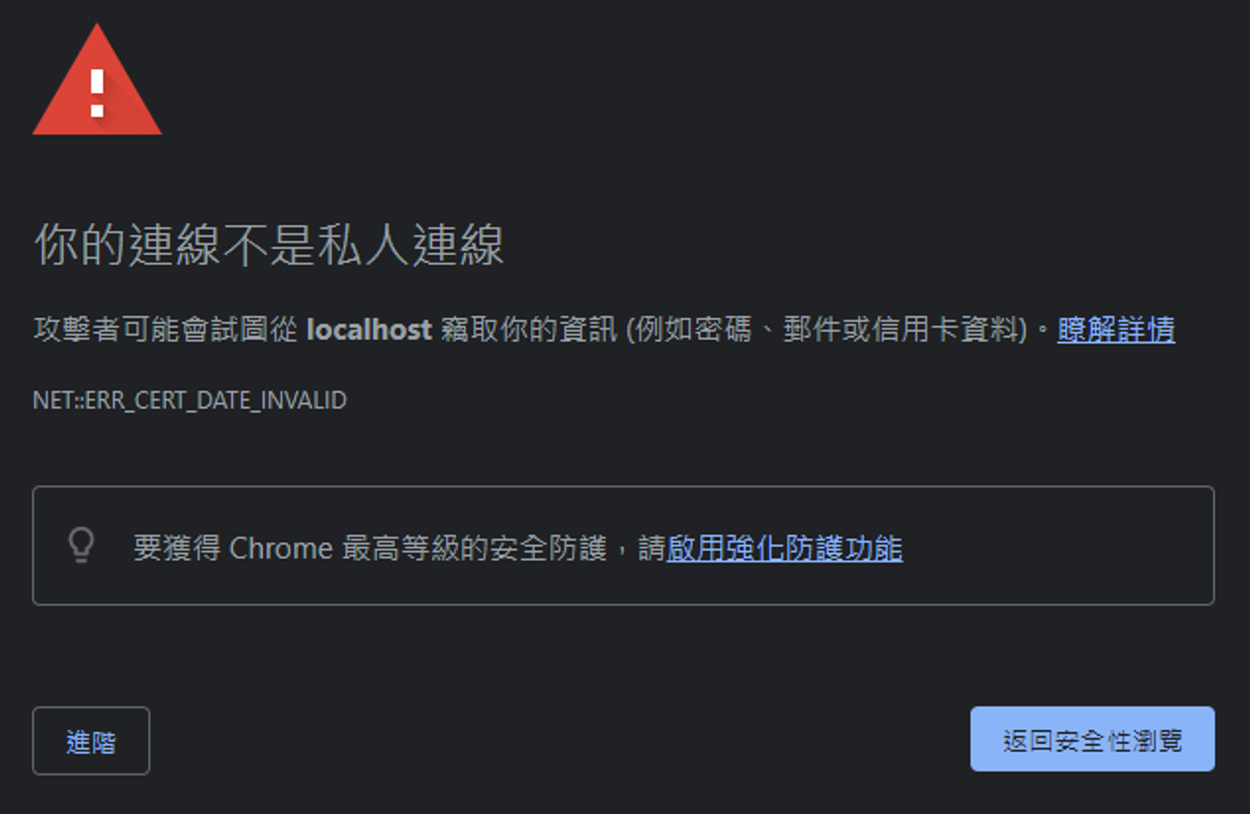 你的連線不是私人連線
攻擊者可能會試圖從 localhost 竊取你的資訊 (例如密碼、郵件或信用卡資料)。瞭解詳情
NET::ERR_CERT_DATE_INVALID
要獲得 Chrome 最高等級的安全防護，請啟用強化防護功能
進階
返回安全性瀏覽